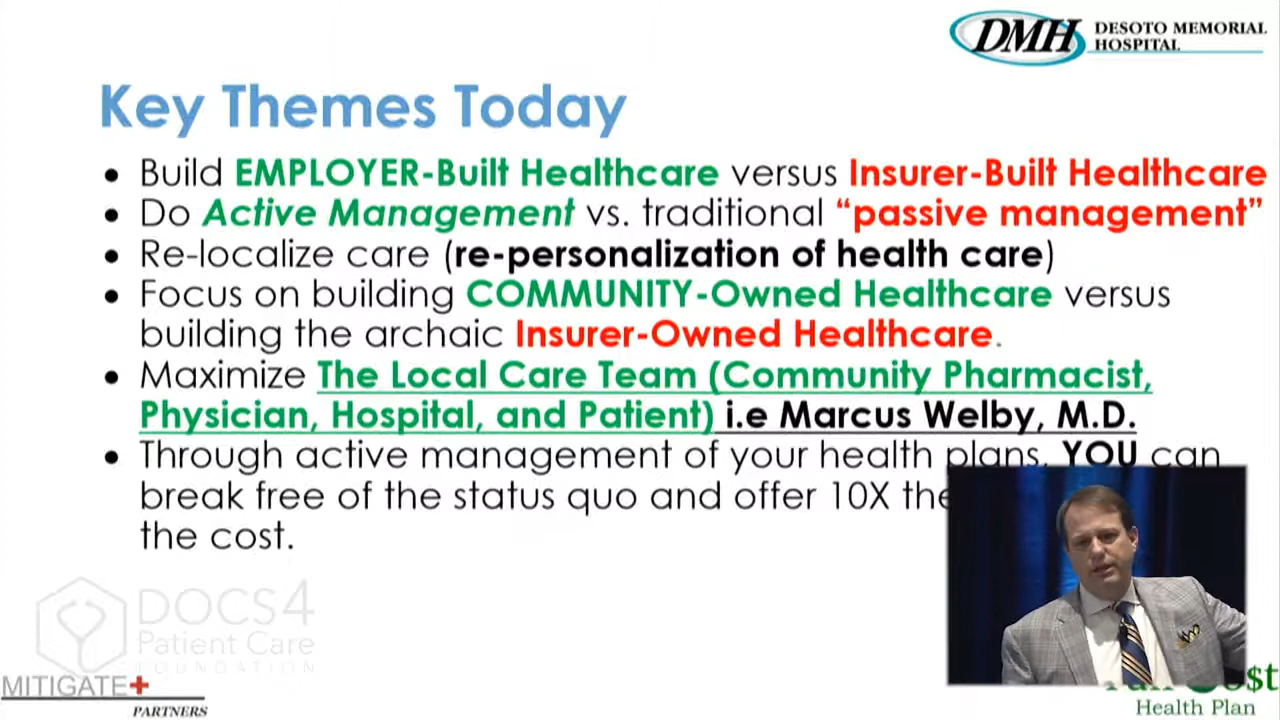 DMH DESOTO MEMORIAL
HOSPITAL
Key Themes Today
• Build EMPLOYER-Built Healthcare versus Insurer-Built Healthcare
• Do Active Management vs. traditional “passive management”
• Re-localize care (re-personalization of health care)
• Focus on building COMMUNITY-Owned Healthcare versus
building the archaic Insurer-Owned Healthcare.
• Maximize The Local Care Team (Community Pharmacist,
Physician, Hospital, and Patient) i.e Marcus Welby, M.D.
• Through active management of your health plans, YOU can
break free of the status quo and offer 10X the
the cost.
DOCS4
Patient Care
FOUNDATION
MITIGATE+
PARTNERS
Health Plan